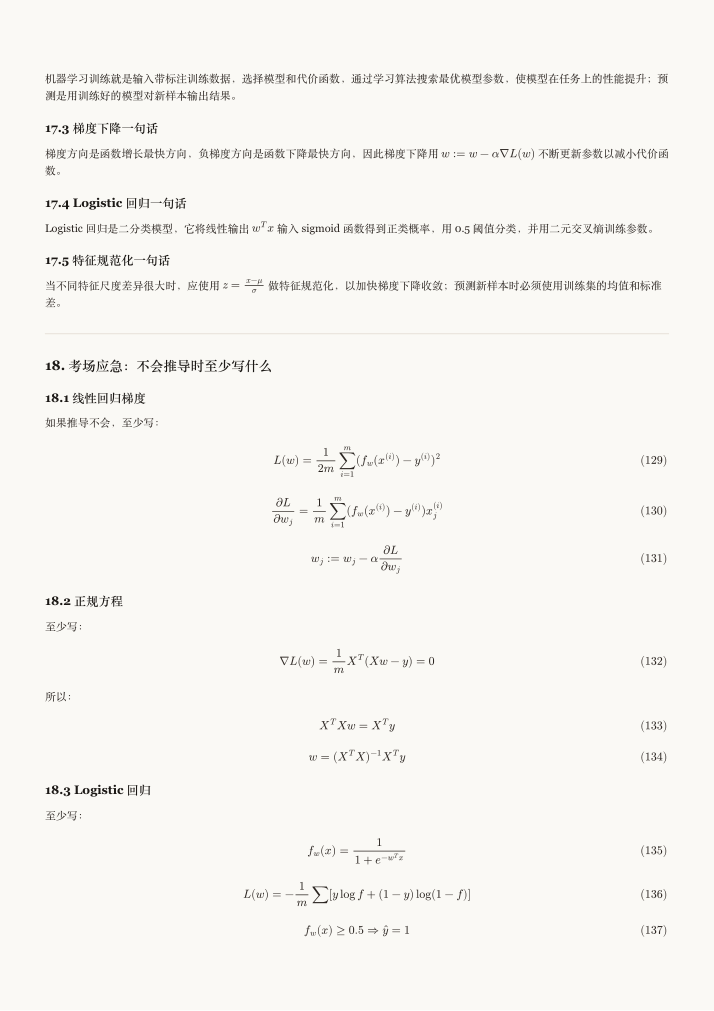 机器学习训练就是输入带标注训练数据，选择模型和代价函数，通过学习算法搜索最优模型参数，使模型在任务上的性能提升；预
测是用训练好的模型对新样本输出结果。
17.3 梯度下降一句话
梯度方向是函数增长最快方向，负梯度方向是函数下降最快方向，因此梯度下降用 w := w − α∇L(w) 不断更新参数以减小代价函
数。
17.4 Logistic 回归一句话
Logistic 回归是二分类模型，它将线性输出 w^T x 输入 sigmoid 函数得到正类概率，用 0.5 阈值分类，并用二元交叉熵训练参数。
17.5 特征规范化一句话
当不同特征尺度差异很大时，应使用 z = \frac{x−μ}{σ} 做特征规范化，以加快梯度下降收敛；预测新样本时必须使用训练集的均值和标准
差。
18. 考场应急：不会推导时至少写什么
18.1 线性回归梯度
如果推导不会，至少写：
L(w) = \frac{1}{2m} \sum_{i=1}^{m} (f_w(x^{(i)}) − y^{(i)})^2 (129)
\frac{∂L}{∂w_j} = \frac{1}{m} \sum_{i=1}^{m} (f_w(x^{(i)}) − y^{(i)})x_j^{(i)} (130)
w_j := w_j − α\frac{∂L}{∂w_j} (131)
18.2 正规方程
至少写：
∇L(w) = \frac{1}{m} X^T(Xw − y) = 0 (132)
所以：
X^T Xw = X^T y (133)
w = (X^T X)^{−1} X^T y (134)
18.3 Logistic 回归
至少写：
f_w(x) = \frac{1}{1 + e^{−w^T x}} (135)
L(w) = −\frac{1}{m} \sum [y log f + (1 − y) log(1 − f)] (136)
f_w(x) ≥ 0.5 ⇒ ŷ = 1 (137)